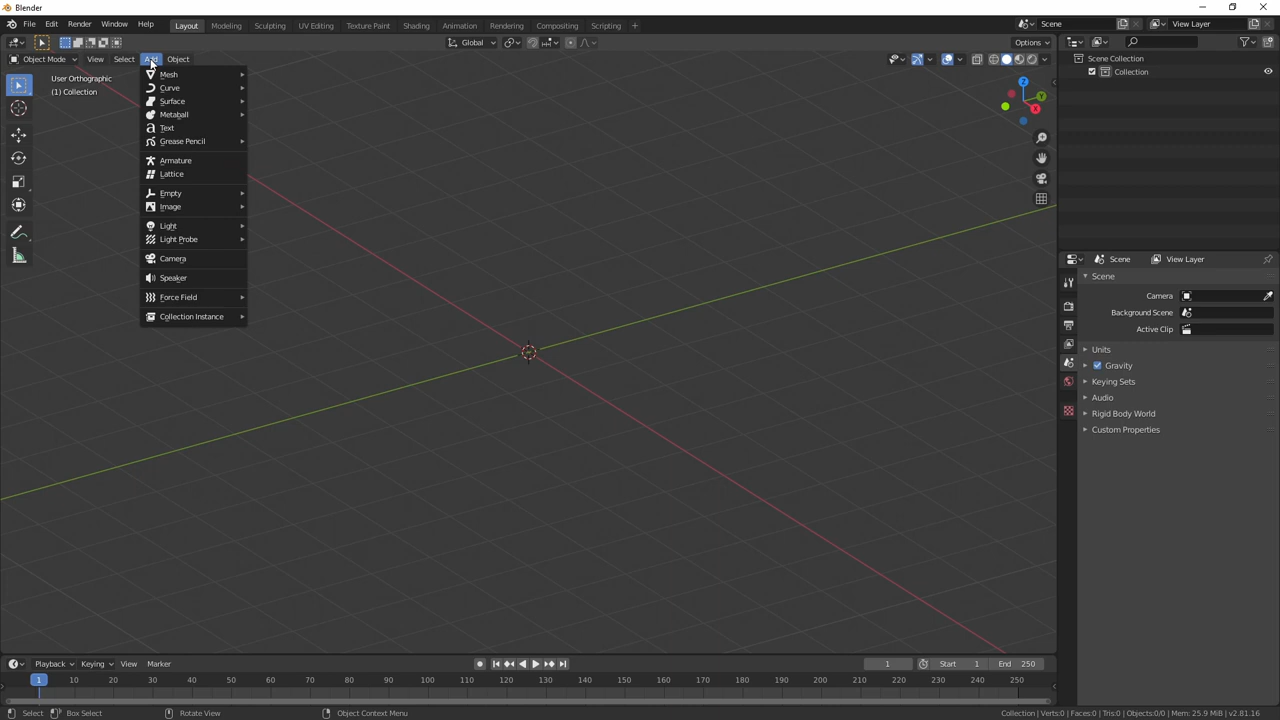 Blender
File Edit Render Window Help Layout Modeling Sculpting UV Editing Texture Paint Shading Animation Rendering Compositing Scripting + Scene View Layer
Global Options
Object Mode View Select Add Object
User Orthographic
(1) Collection
Mesh
Curve
Surface
Metaball
Text
Grease Pencil
Armature
Lattice
Empty
Image
Light
Light Probe
Camera
Speaker
Force Field
Collection Instance
Z
Y
X
Scene Collection
Collection
Scene View Layer
Scene
Camera
Background Scene
Active Clip
Units
Gravity
Keying Sets
Audio
Rigid Body World
Custom Properties
Playback Keying View Marker 1 Start 1 End 250
1 10 20 30 40 50 60 70 80 90 100 110 120 130 140 150 160 170 180 190 200 210 220 230 240 250
Select Box Select Rotate View Object Context Menu Collection | Verts:0 | Faces:0 | Tris:0 | Objects:0/0 | Mem: 25.9 MiB | v2.81.16